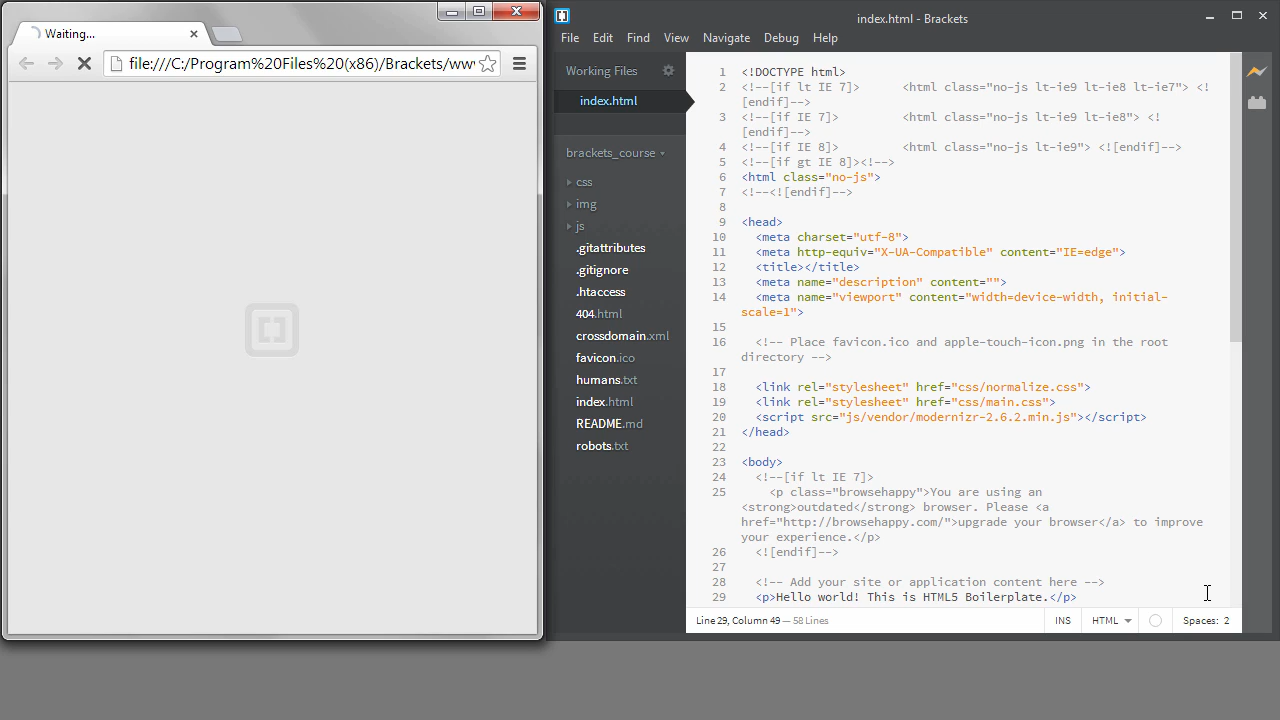 Waiting...
file:///C:/Program%20Files%20(x86)/Brackets/ww
index.html - Brackets
File Edit Find View Navigate Debug Help
Working Files
index.html
brackets_course
css
img
js
.gitattributes
.gitignore
.htaccess
404.html
crossdomain.xml
favicon.ico
humans.txt
index.html
README.md
robots.txt
1 <!DOCTYPE html>
2 <!--[if lt IE 7]>      <html class="no-js lt-ie9 lt-ie8 lt-ie7"> <!
[endif]-->
3 <!--[if IE 7]>         <html class="no-js lt-ie9 lt-ie8"> <!
[endif]-->
4 <!--[if IE 8]>         <html class="no-js lt-ie9"> <![endif]-->
5 <!--[if gt IE 8]><!-->
6 <html class="no-js">
7 <!--<![endif]-->
8
9 <head>
10   <meta charset="utf-8">
11   <meta http-equiv="X-UA-Compatible" content="IE=edge">
12   <title></title>
13   <meta name="description" content="">
14   <meta name="viewport" content="width=device-width, initial-
scale=1">
15
16   <!-- Place favicon.ico and apple-touch-icon.png in the root
directory -->
17
18   <link rel="stylesheet" href="css/normalize.css">
19   <link rel="stylesheet" href="css/main.css">
20   <script src="js/vendor/modernizr-2.6.2.min.js"></script>
21 </head>
22
23 <body>
24   <!--[if lt IE 7]>
25     <p class="browsehappy">You are using an
<strong>outdated</strong> browser. Please <a
href="http://browsehappy.com/">upgrade your browser</a> to improve
your experience.</p>
26   <![endif]-->
27
28   <!-- Add your site or application content here -->
29   <p>Hello world! This is HTML5 Boilerplate.</p>
Line 29, Column 49 — 58 Lines
INS
HTML
Spaces: 2